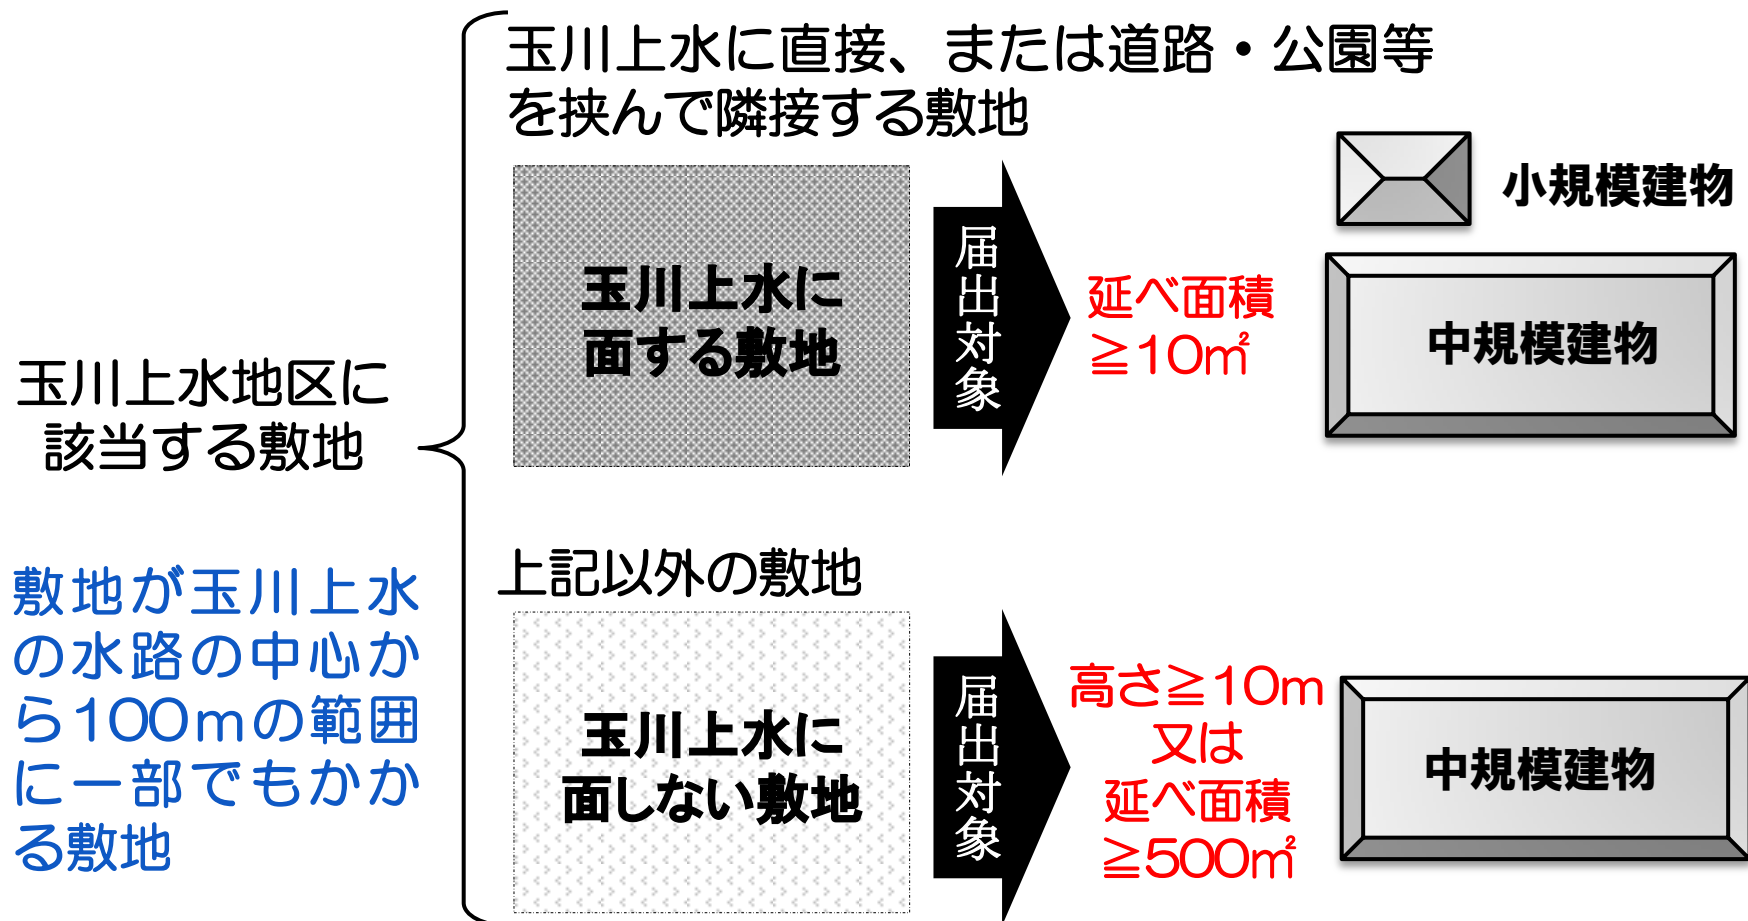 玉川上水地区に
該当する敷地
敷地が玉川上水
の水路の中心か
ら100mの範囲
に一部でもかか
る敷地
玉川上水に直接、または道路・公園等
を挟んで隣接する敷地
玉川上水に
面する敷地
届出対象
延べ面積
≧10㎡
小規模建物
中規模建物
上記以外の敷地
玉川上水に
面しない敷地
届出対象
高さ≧10m
又は
延べ面積
≧500㎡
中規模建物